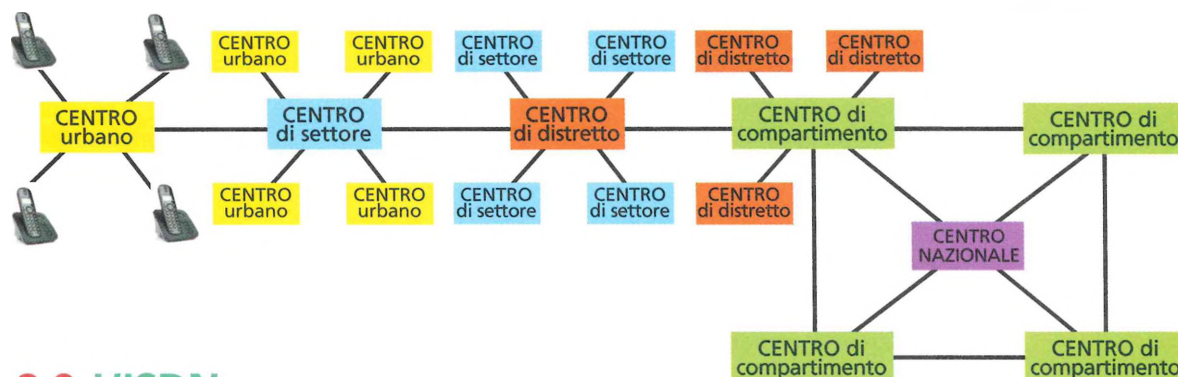 CENTRO
urbano
CENTRO
urbano
CENTRO
di settore
CENTRO
di settore
CENTRO
di distretto
CENTRO
di distretto
CENTRO
urbano
CENTRO
di settore
CENTRO
di distretto
CENTRO di
compartimento
CENTRO di
compartimento
CENTRO
urbano
CENTRO
urbano
CENTRO
di settore
CENTRO
di settore
CENTRO
di distretto
CENTRO
NAZIONALE
CENTRO di
compartimento
CENTRO di
compartimento